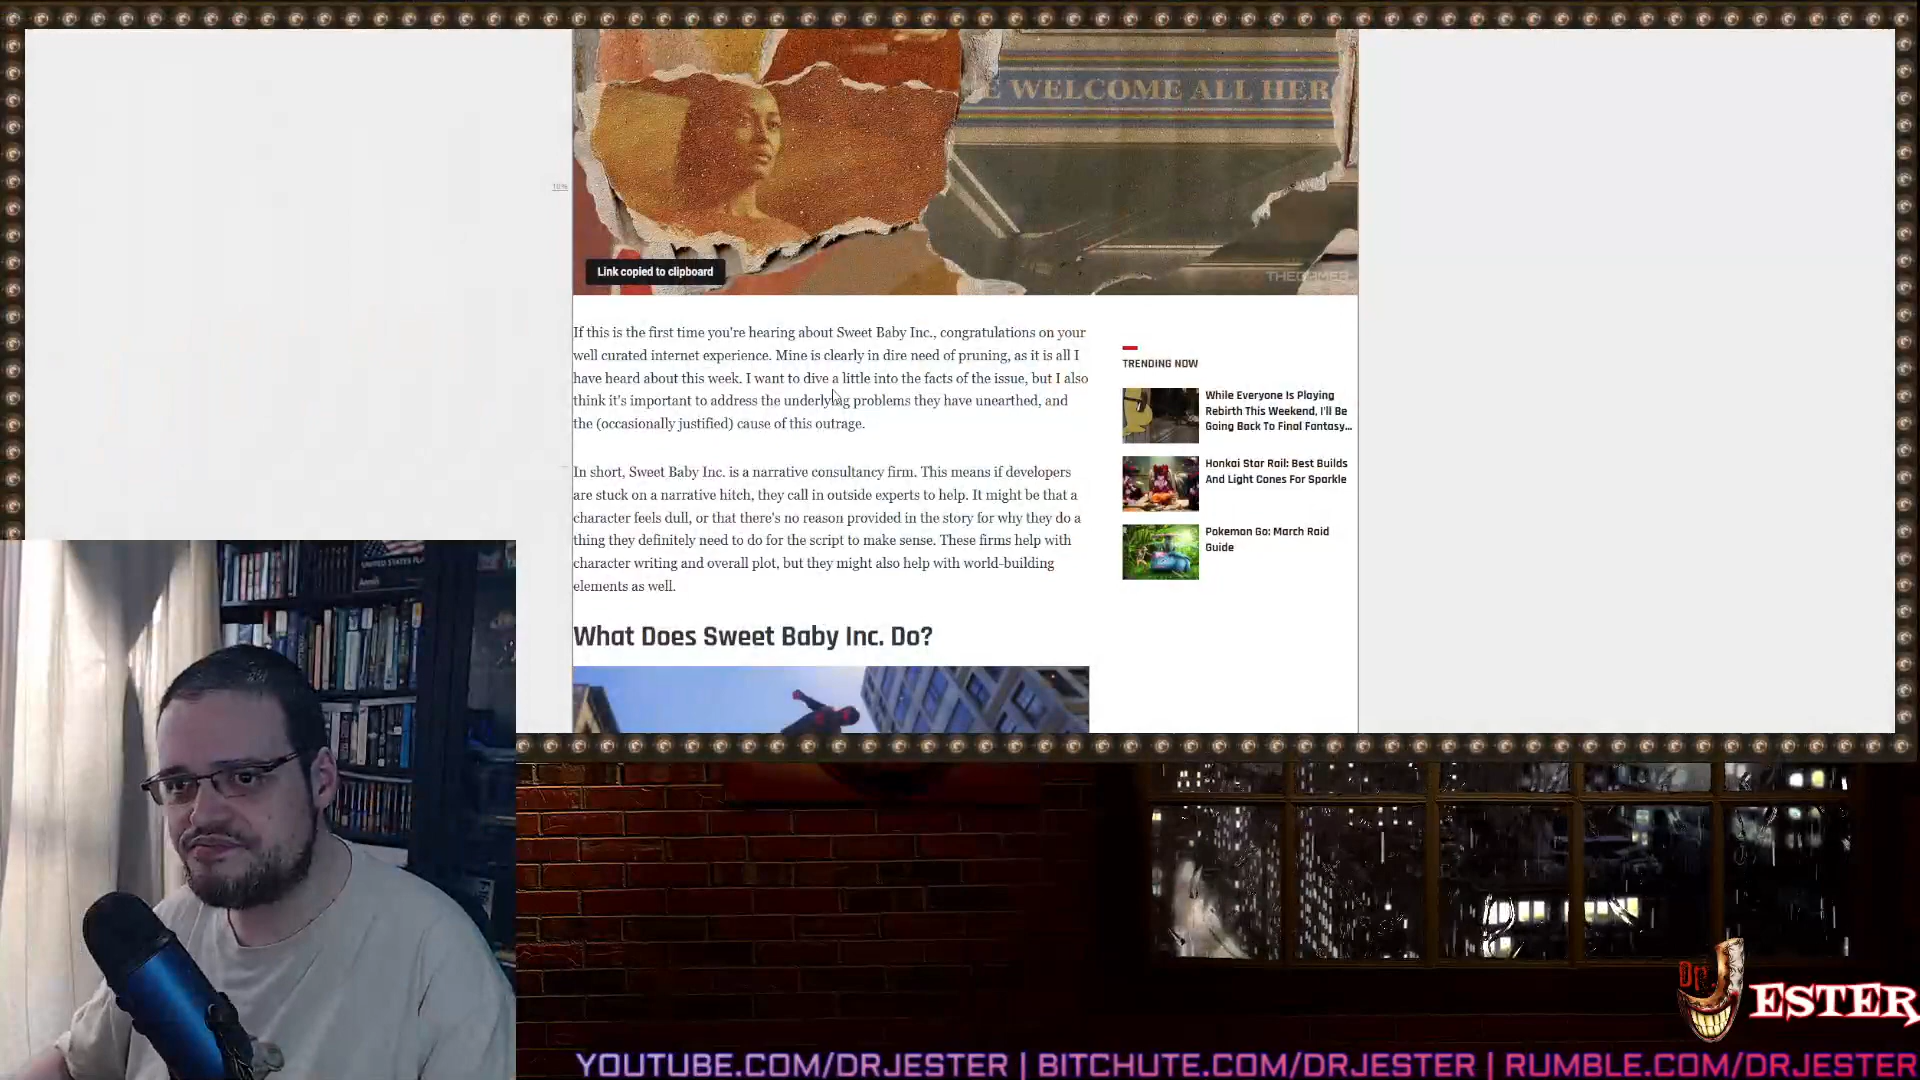 E WELCOME ALL HER
10%
Link copied to clipboard
THEGAMER
If this is the first time you're hearing about Sweet Baby Inc., congratulations on your
well curated internet experience. Mine is clearly in dire need of pruning, as it is all I
have heard about this week. I want to dive a little into the facts of the issue, but I also
think it's important to address the underlying problems they have unearthed, and
the (occasionally justified) cause of this outrage.
In short, Sweet Baby Inc. is a narrative consultancy firm. This means if developers
are stuck on a narrative hitch, they call in outside experts to help. It might be that a
character feels dull, or that there's no reason provided in the story for why they do a
thing they definitely need to do for the script to make sense. These firms help with
character writing and overall plot, but they might also help with world-building
elements as well.
What Does Sweet Baby Inc. Do?
TRENDING NOW
While Everyone Is Playing
Rebirth This Weekend, I'll Be
Going Back To Final Fantasy...
Honkai Star Rail: Best Builds
And Light Cones For Sparkle
Pokemon Go: March Raid
Guide
UNITED STATES
Dr. JESTER
YOUTUBE.COM/DRJESTER | BITCHUTE.COM/DRJESTER | RUMBLE.COM/DRJESTER